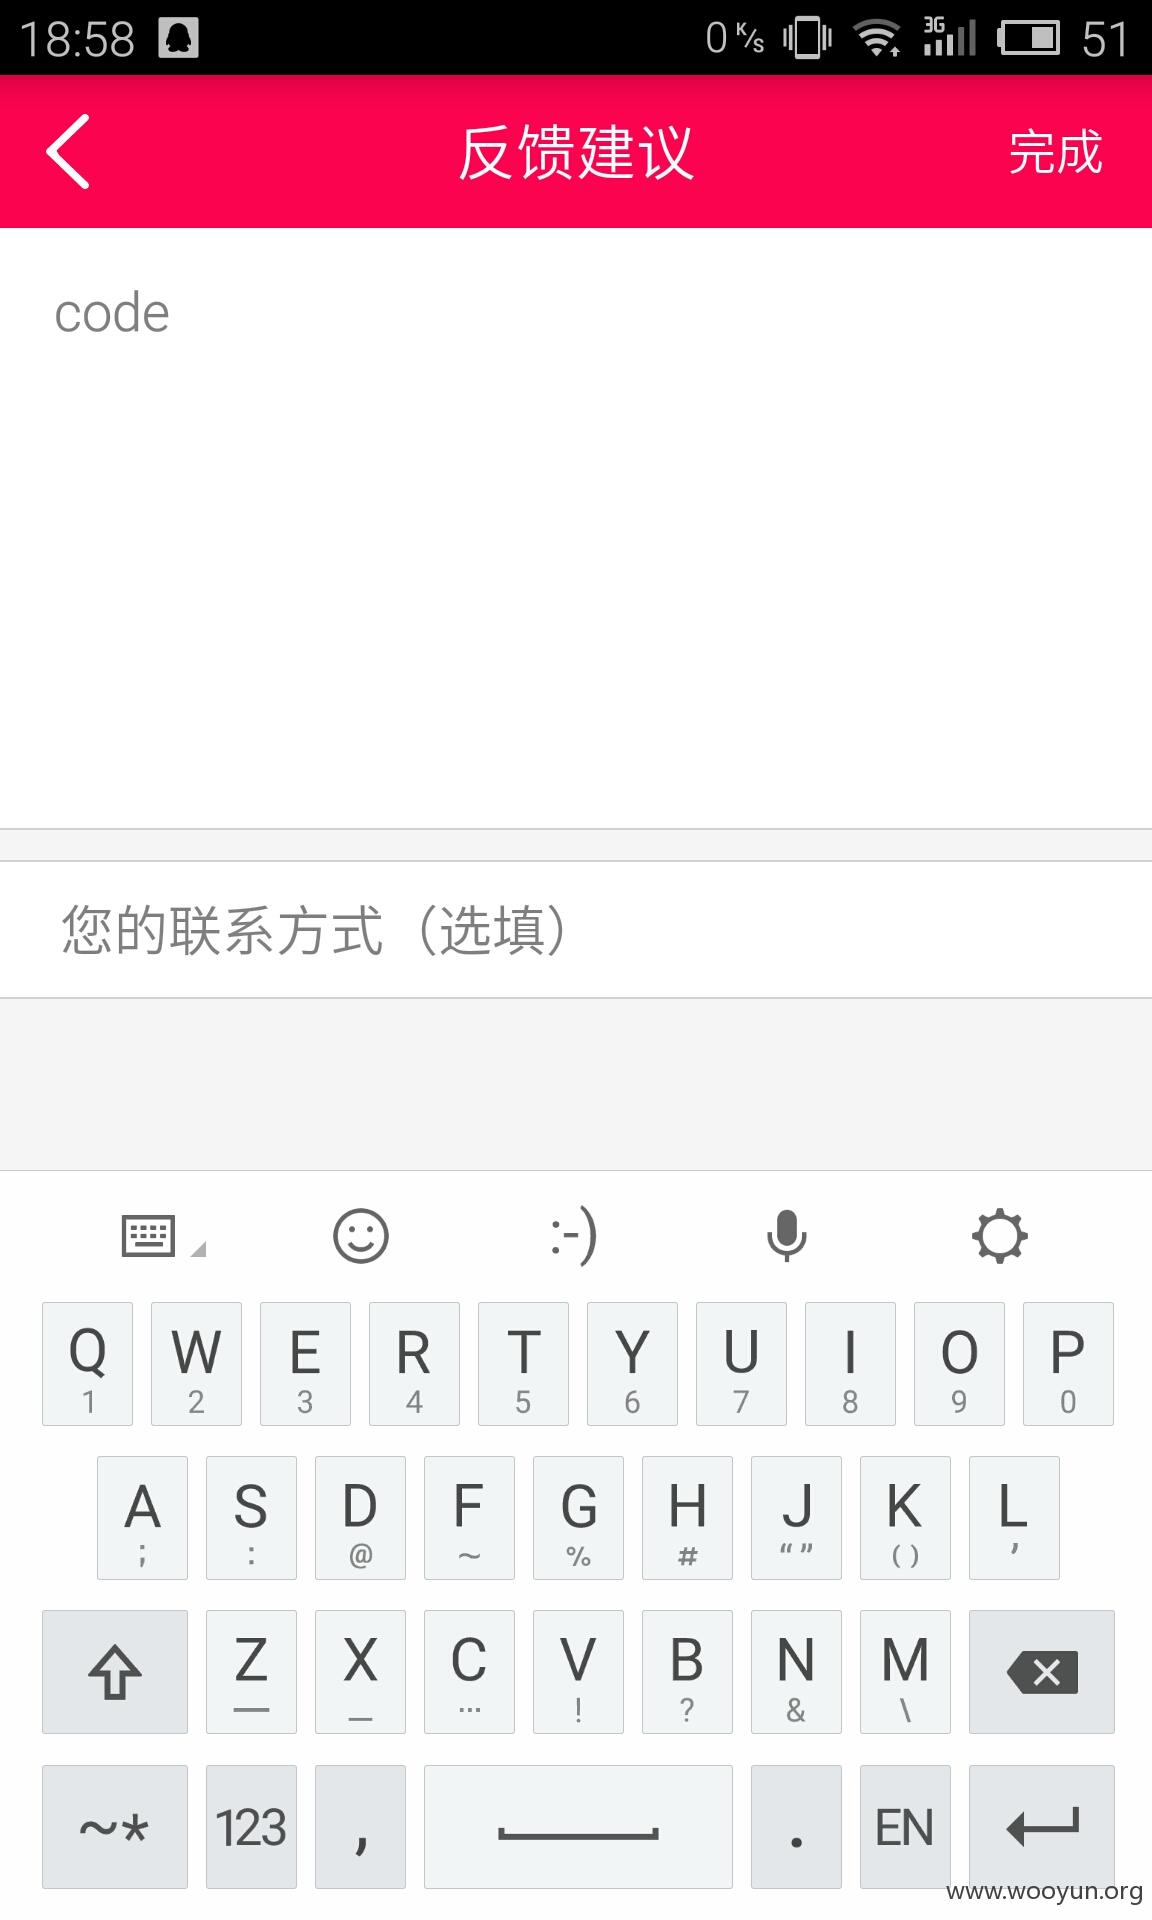 18:58 0 K/s 3G 51
反馈建议 完成
code
您的联系方式（选填）
:-)
Q W E R T Y U I O P
1 2 3 4 5 6 7 8 9 0
A S D F G H J K L
; : @ ~ % # “ ” ( ) ’
Z X C V B N M
— _ … ! ? & \
~* 123 , . EN
www.wooyun.org